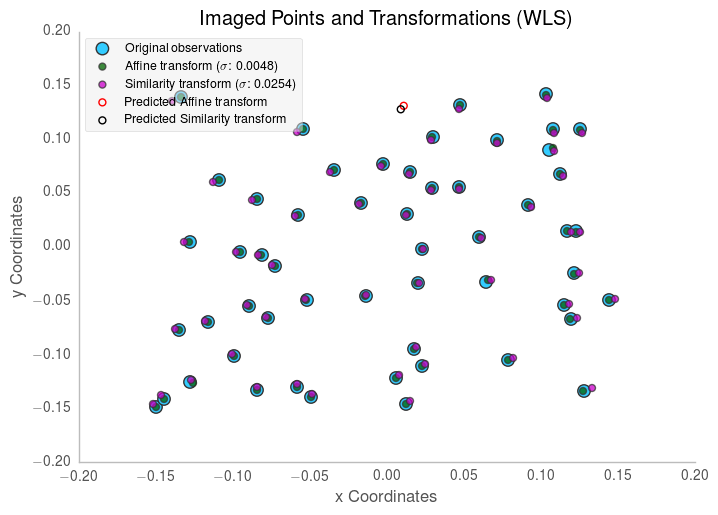 Imaged Points and Transformations (WLS)
Original observations
Affine transform (σ: 0.0048)
Similarity transform (σ: 0.0254)
Predicted Affine transform
Predicted Similarity transform
0.20
0.15
0.10
0.05
0.00
−0.05
−0.10
−0.15
−0.20
y Coordinates
−0.20 −0.15 −0.10 −0.05 0.00 0.05 0.10 0.15 0.20
x Coordinates